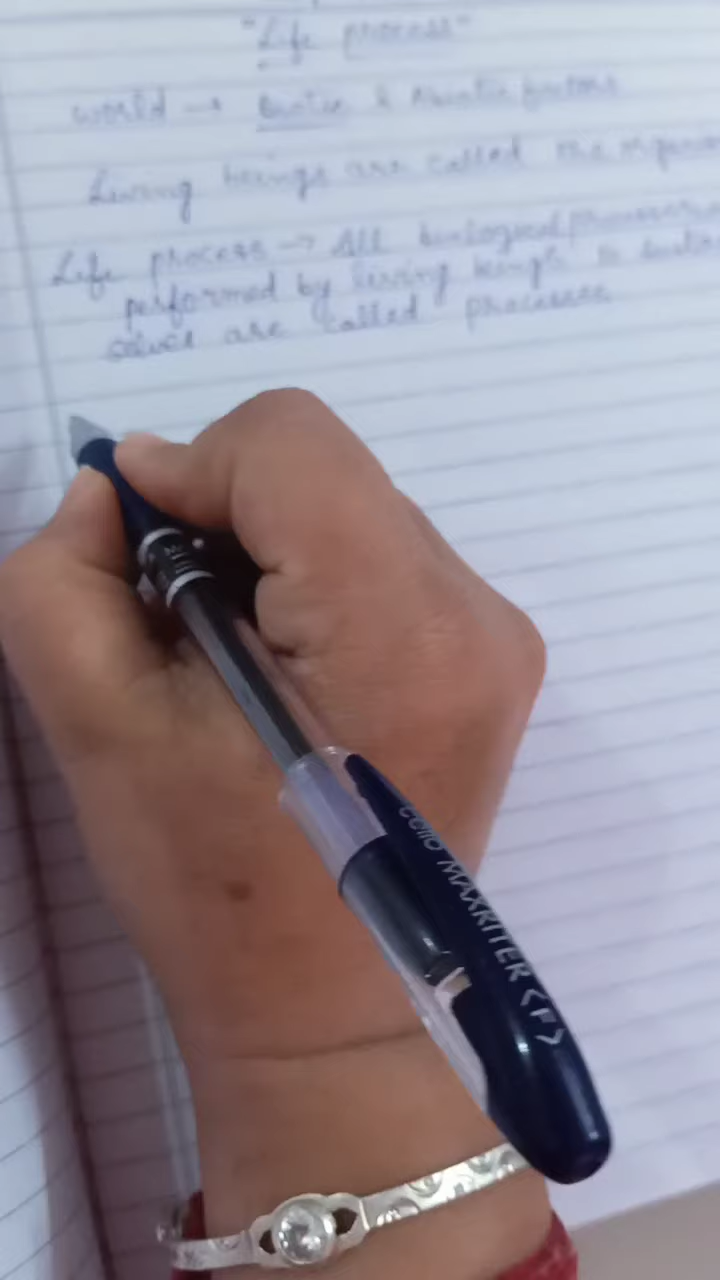 "Life process"
world → Biotic & Abiotic factors
Living beings are called the
Life process → All biological processes
performed by living beings to
are called processes
cello MAXRITER <F>